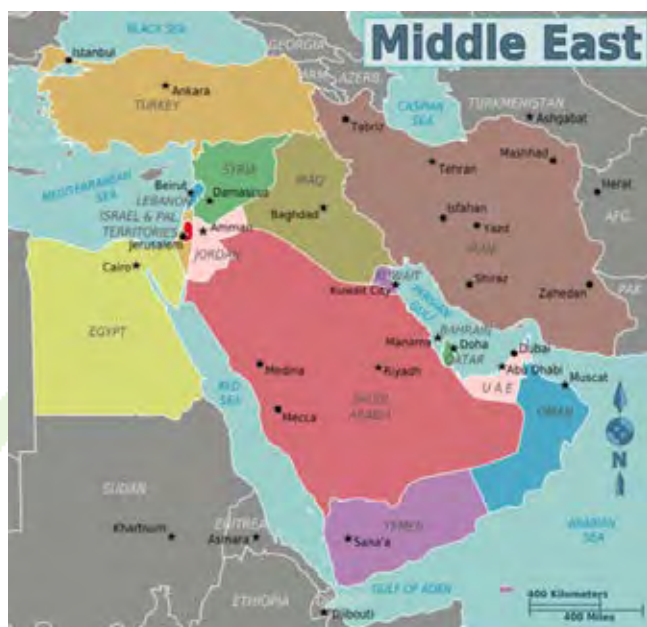 Middle East
BLACK SEA
Istanbul
GEORGIA
ARM.
AZERB.
Ankara
TURKEY
CASPIAN
SEA
TURKMENISTAN
Ashgabat
Tabriz
Tehran
Mashhad
MEDITERRANEAN
SEA
SYRIA
Beirut
LEBANON
Damascus
IRAQ
Baghdad
Herat
AFG.
Isfahan
Yazd
IRAN
ISRAEL & PAL.
TERRITORIES
Jerusalem
Amman
JORDAN
Cairo
KUWAIT
Kuwait City
Shiraz
Zahedan
PAK.
PERSIAN
GULF
EGYPT
BAHRAIN
Manama
Doha
QATAR
Dubai
Abu Dhabi
U A E
Muscat
Medina
Riyadh
RED
SEA
Mecca
SAUDI
ARABIA
OMAN
N
SUDAN
Khartoum
ERITREA
Asmara
YEMEN
Sana'a
ARABIAN
SEA
ETHIOPIA
GULF OF ADEN
Djibouti
400 Kilometers
400 Miles